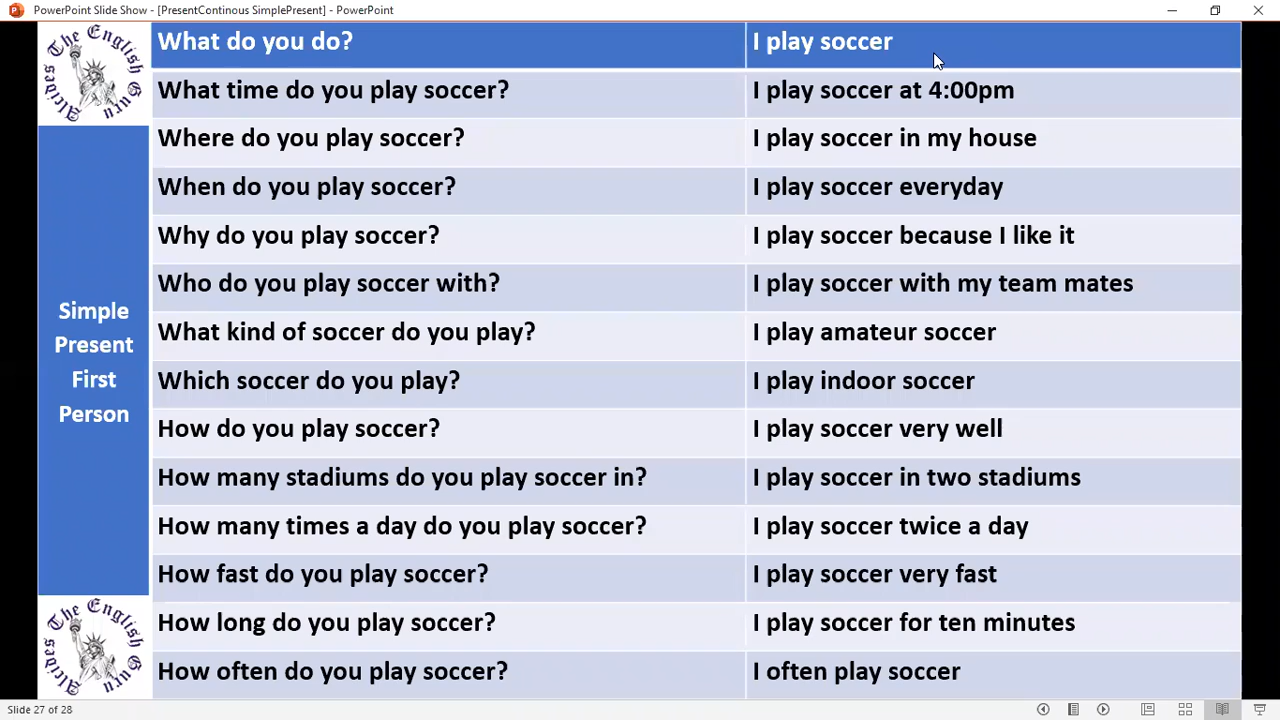 PowerPoint Slide Show - [PresentContinous SimplePresent] - PowerPoint
The English Guru Alcides
What do you do? I play soccer
What time do you play soccer? I play soccer at 4:00pm
Where do you play soccer? I play soccer in my house
When do you play soccer? I play soccer everyday
Why do you play soccer? I play soccer because I like it
Who do you play soccer with? I play soccer with my team mates
What kind of soccer do you play? I play amateur soccer
Which soccer do you play? I play indoor soccer
How do you play soccer? I play soccer very well
How many stadiums do you play soccer in? I play soccer in two stadiums
How many times a day do you play soccer? I play soccer twice a day
How fast do you play soccer? I play soccer very fast
How long do you play soccer? I play soccer for ten minutes
How often do you play soccer? I often play soccer
Simple
Present
First
Person
The English Guru Alcides
Slide 27 of 28